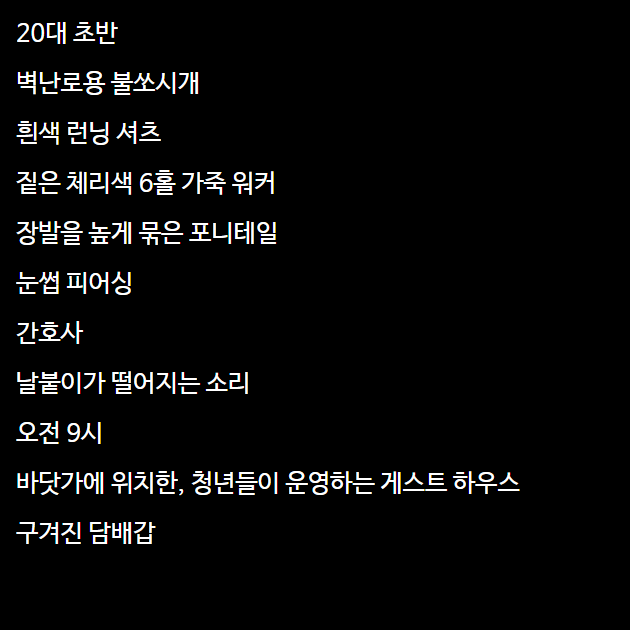 20대 초반
벽난로용 불쏘시개
흰색 런닝 셔츠
짙은 체리색 6홀 가죽 워커
장발을 높게 묶은 포니테일
눈썹 피어싱
간호사
날붙이가 떨어지는 소리
오전 9시
바닷가에 위치한, 청년들이 운영하는 게스트 하우스
구겨진 담배갑